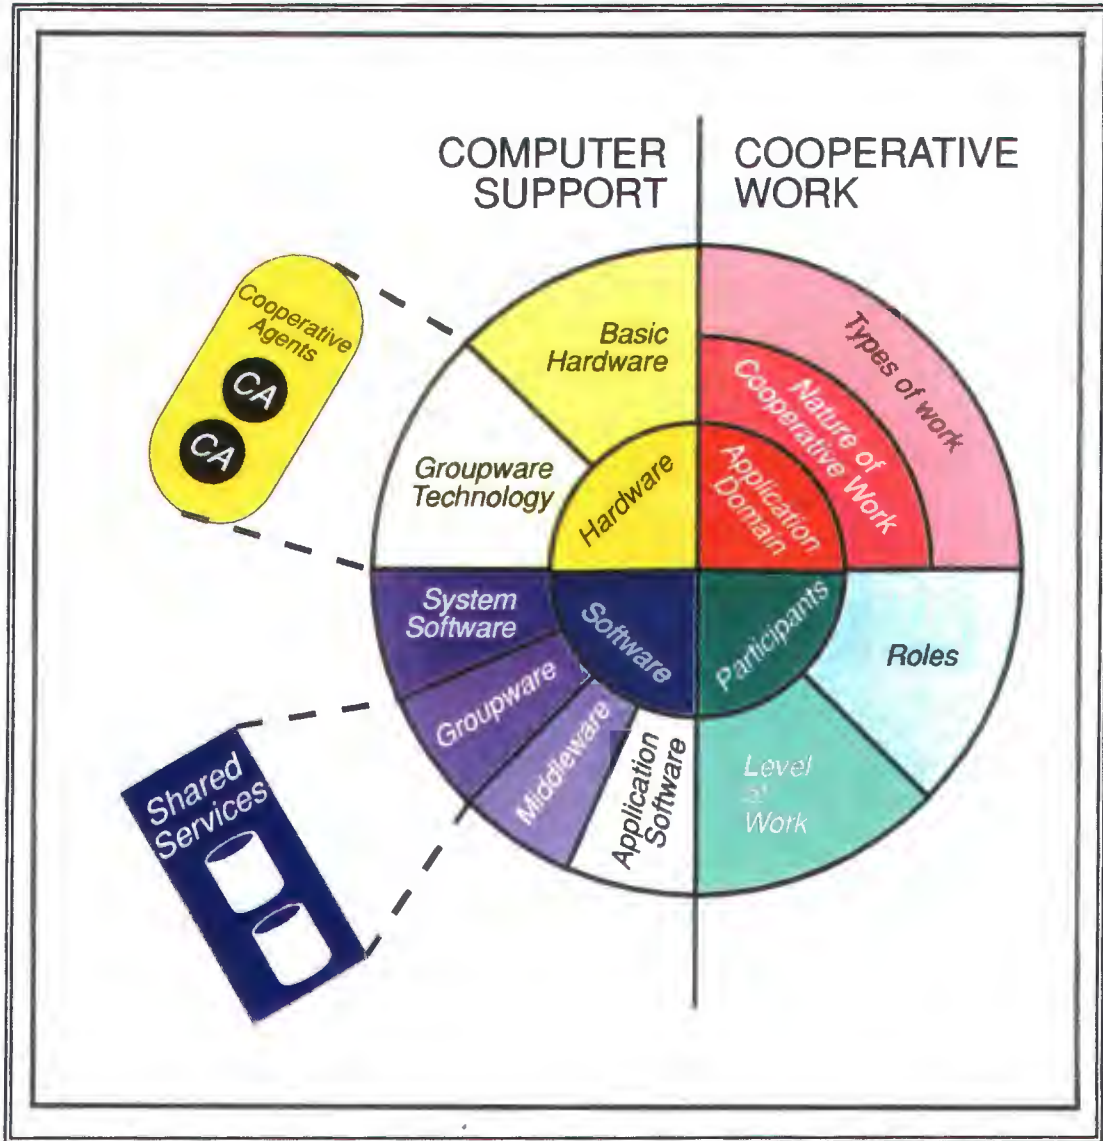 COMPUTER
SUPPORT
COOPERATIVE
WORK
Cooperative
Agents
CA
CA
Basic
Hardware
Groupware
Technology
Hardware
Types of work
Nature of
Cooperative Work
Application
Domain
System
Software
Groupware
Middleware
Application
Software
Software
Participants
Roles
Level
of
Work
Shared
Services